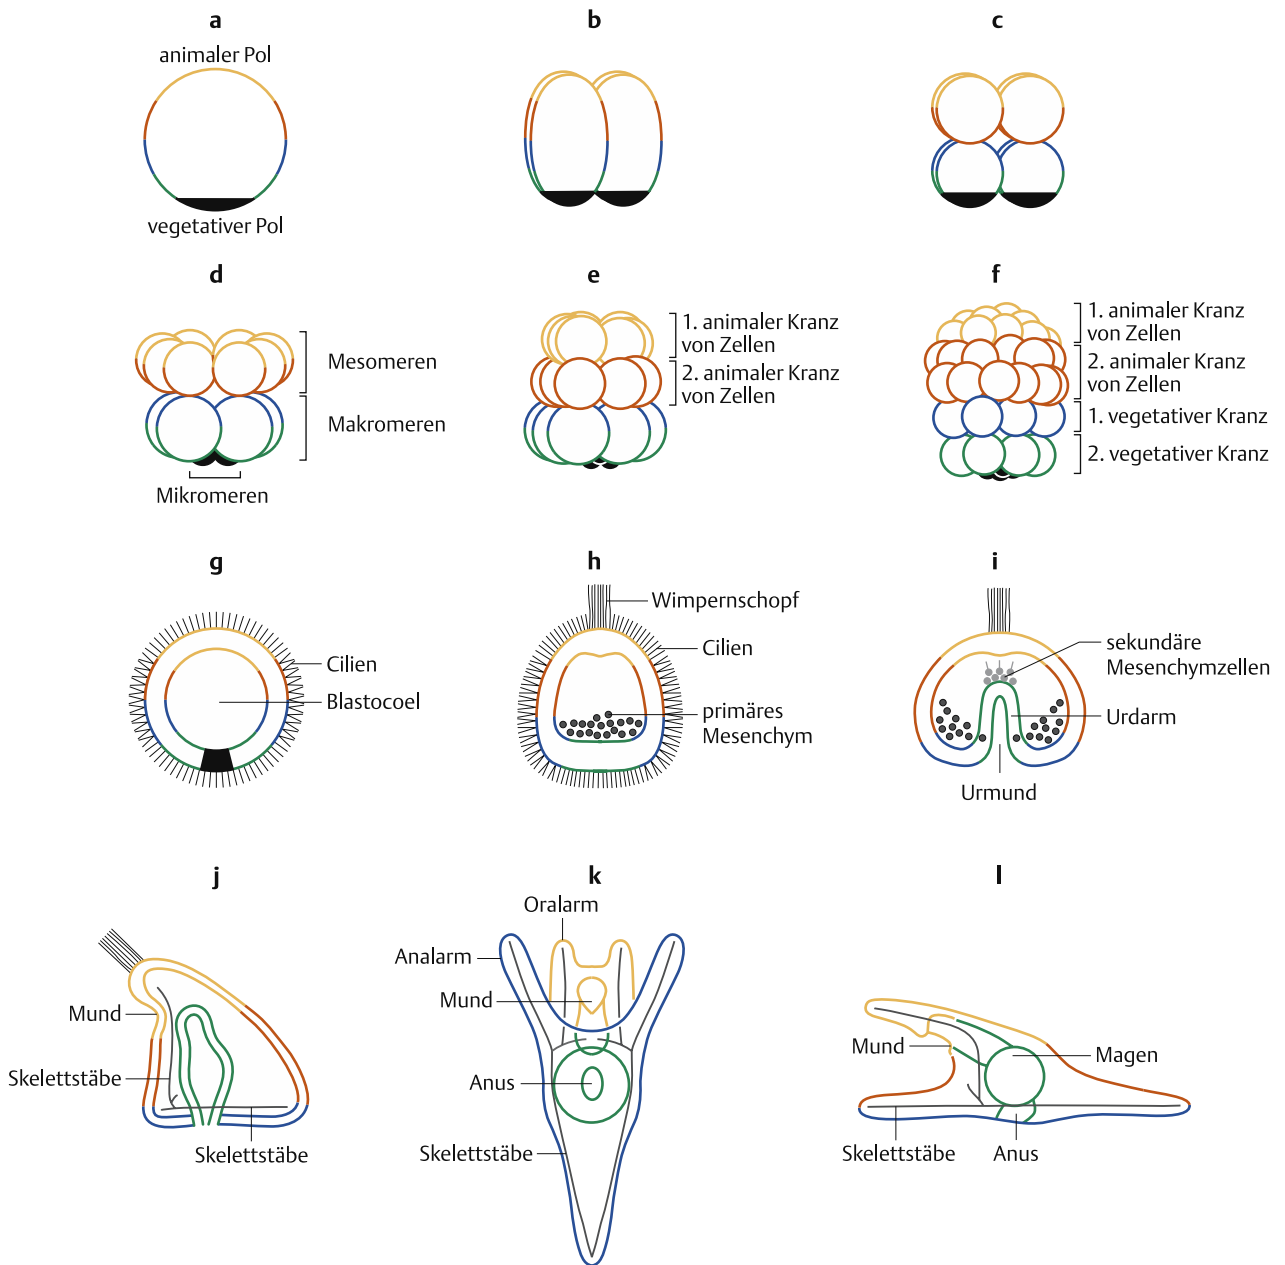 a
animaler Pol
vegetativer Pol
b
c
d
Mesomeren
Makromeren
Mikromeren
e
1. animaler Kranz
von Zellen
2. animaler Kranz
von Zellen
f
1. animaler Kranz
von Zellen
2. animaler Kranz
von Zellen
1. vegetativer Kranz
2. vegetativer Kranz
g
Cilien
Blastocoel
h
Wimpernschopf
Cilien
primäres
Mesenchym
i
sekundäre
Mesenchymzellen
Urdarm
Urmund
j
Mund
Skelettstäbe
Skelettstäbe
k
Oralarm
Analarm
Mund
Anus
Skelettstäbe
l
Mund
Magen
Skelettstäbe
Anus